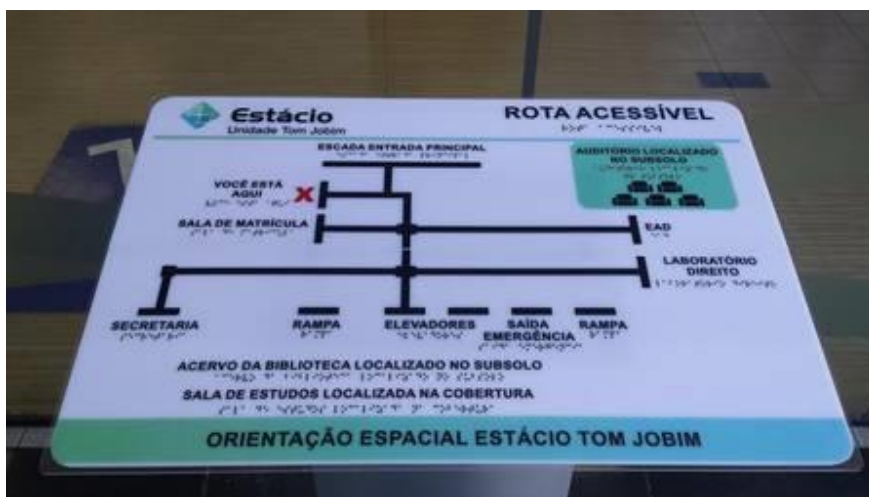 Estácio
Unidade Tom Jobim
ROTA ACESSÍVEL
ESCADA ENTRADA PRINCIPAL
AUDITÓRIO LOCALIZADO
NO SUBSOLO
VOCÊ ESTÁ
AQUI
X
SALA DE MATRÍCULA
EAD
LABORATÓRIO
DIREITO
SECRETARIA
RAMPA
ELEVADORES
SAÍDA
EMERGÊNCIA
RAMPA
ACERVO DA BIBLIOTECA LOCALIZADO NO SUBSOLO
SALA DE ESTUDOS LOCALIZADA NA COBERTURA
ORIENTAÇÃO ESPACIAL ESTÁCIO TOM JOBIM